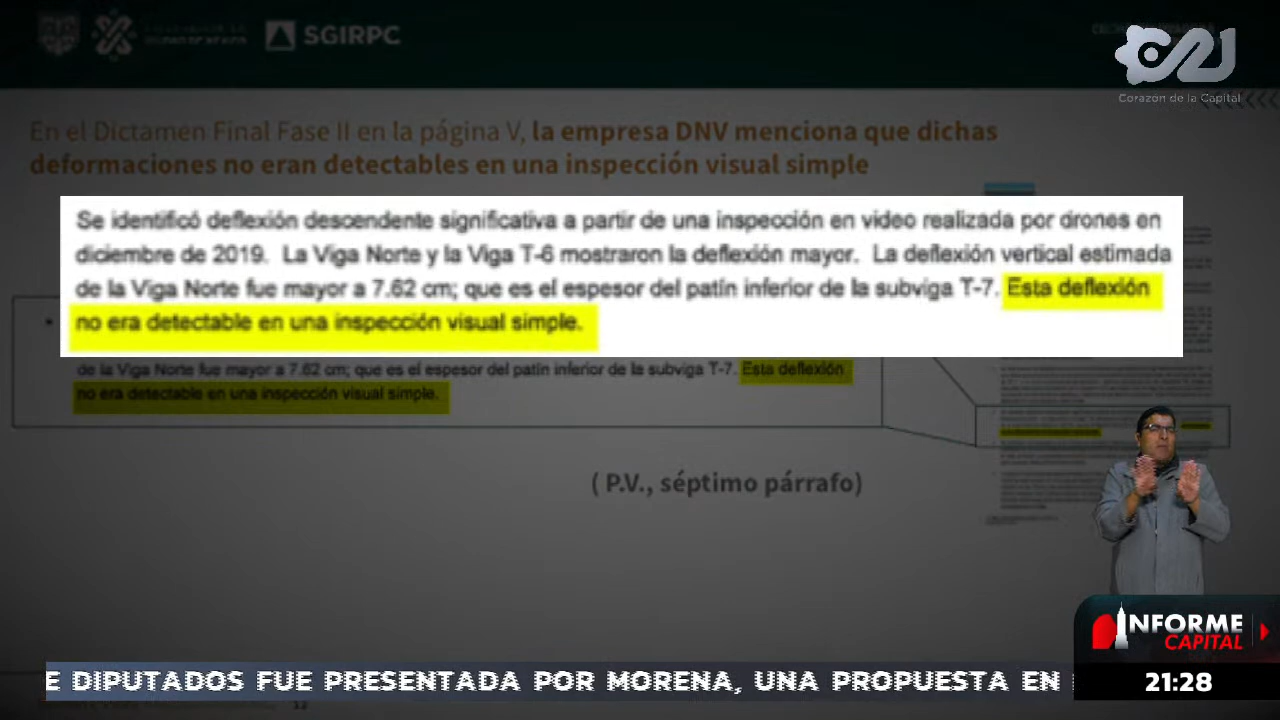 SGIRPC
C21
Corazón de la Capital
En el Dictamen Final Fase II en la página V, la empresa DNV menciona que dichas
deformaciones no eran detectables en una inspección visual simple
Se identificó deflexión descendente significativa a partir de una inspección en video realizada por drones en
diciembre de 2019. La Viga Norte y la Viga T-6 mostraron la deflexión mayor. La deflexión vertical estimada
de la Viga Norte fue mayor a 7.62 cm; que es el espesor del patín inferior de la subviga T-7. Esta deflexión
no era detectable en una inspección visual simple.
de la Viga Norte fue mayor a 7.62 cm; que es el espesor del patín inferior de la subviga T-7. Esta deflexión
no era detectable en una inspección visual simple.
( P.V., séptimo párrafo)
INFORME
CAPITAL
E DIPUTADOS FUE PRESENTADA POR MORENA, UNA PROPUESTA EN
21:28
12